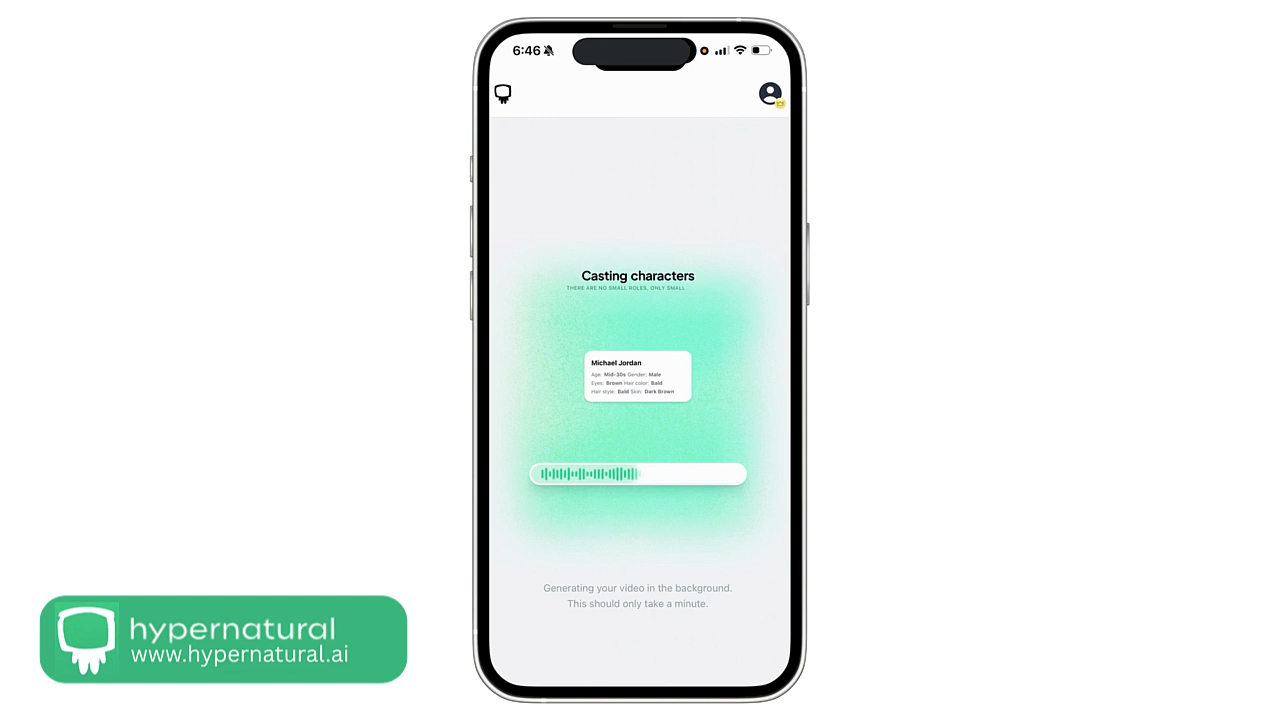 6:46
Casting characters
THERE ARE NO SMALL ROLES, ONLY SMALL
Michael Jordan
Age: Mid-30s Gender: Male
Eyes: Brown Hair color: Bald
Hair style: Bald Skin: Dark Brown
Generating your video in the background.
This should only take a minute.
hypernatural
www.hypernatural.ai